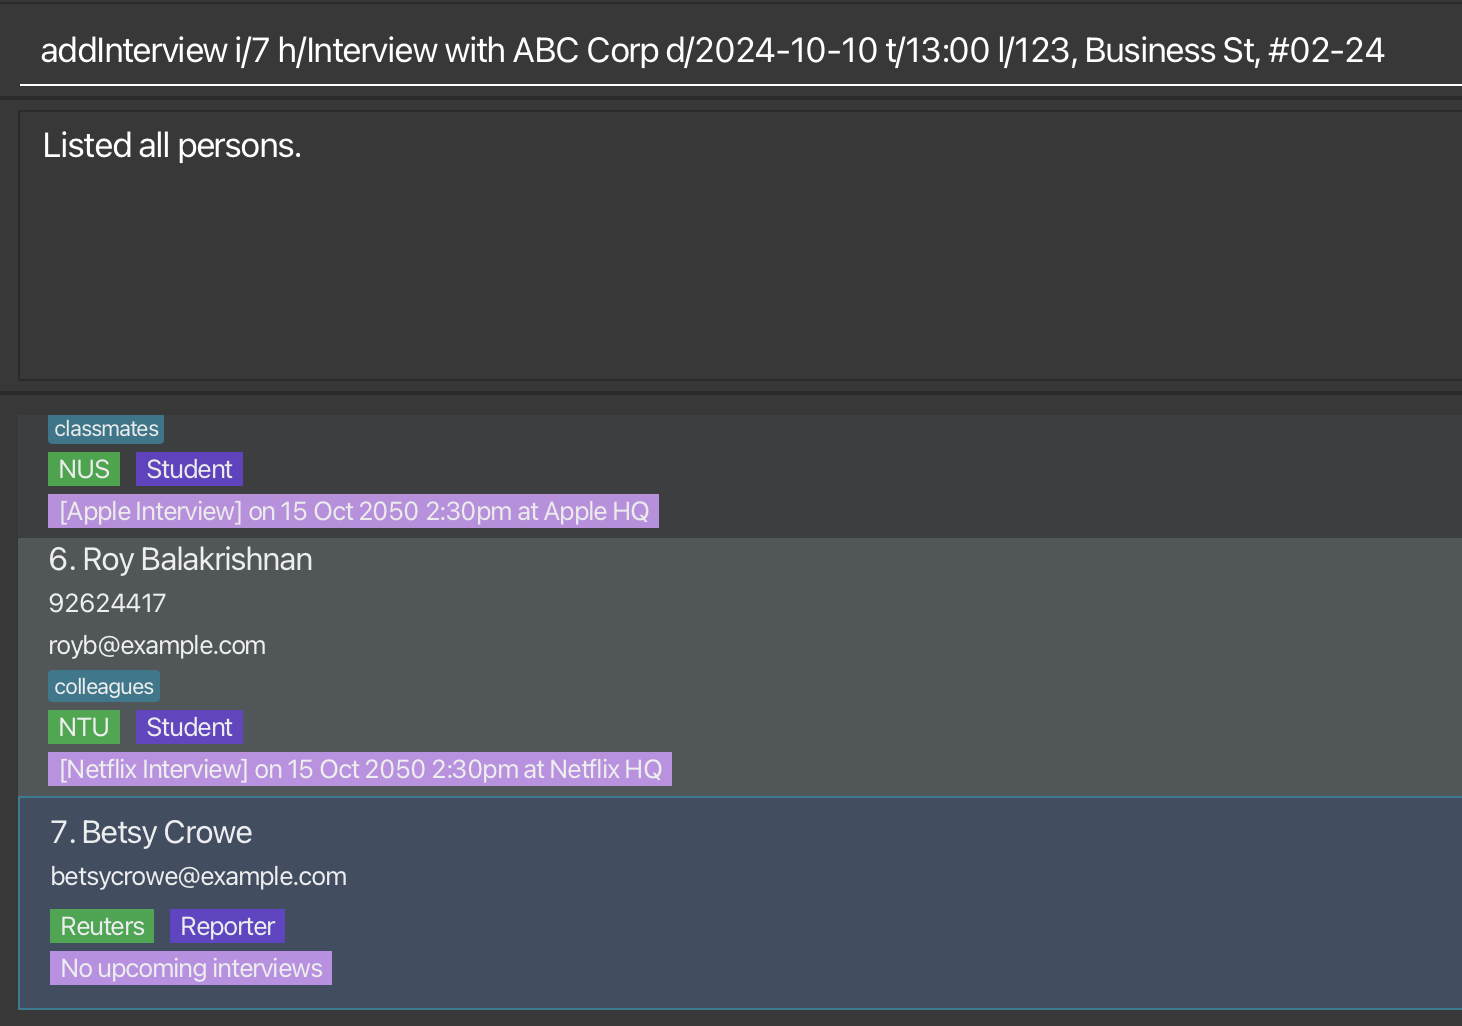 addInterview i/7 h/Interview with ABC Corp d/2024-10-10 t/13:00 l/123, Business St, #02-24
Listed all persons.
classmates
NUS Student
[Apple Interview] on 15 Oct 2050 2:30pm at Apple HQ
6. Roy Balakrishnan
92624417
royb@example.com
colleagues
NTU Student
[Netflix Interview] on 15 Oct 2050 2:30pm at Netflix HQ
7. Betsy Crowe
betsycrowe@example.com
Reuters Reporter
No upcoming interviews